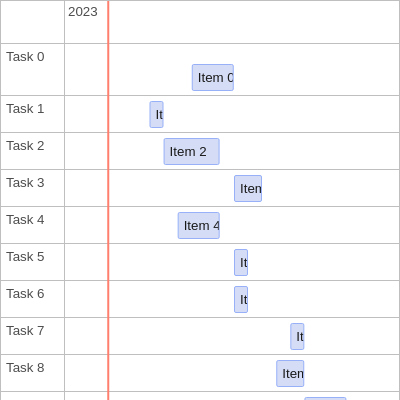 2023
Task 0
Item 0
Task 1
It
Task 2
Item 2
Task 3
Iten
Task 4
Item 4
Task 5
It
Task 6
It
Task 7
It
Task 8
Iten